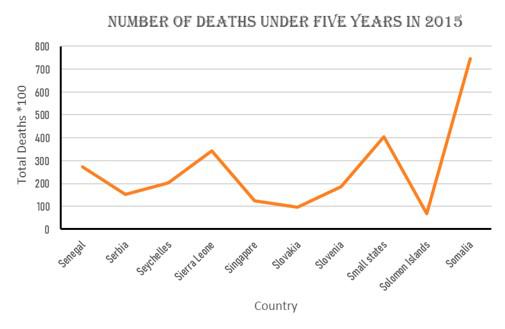 NUMBER OF DEATHS UNDER FIVE YEARS IN 2015
800
700
600
500
400
300
200
100
0
Total Deaths *100
Senegal
Serbia
Seychelles
Sierra Leone
Singapore
Slovakia
Slovenia
Small states
Solomon Islands
Somalia
Country